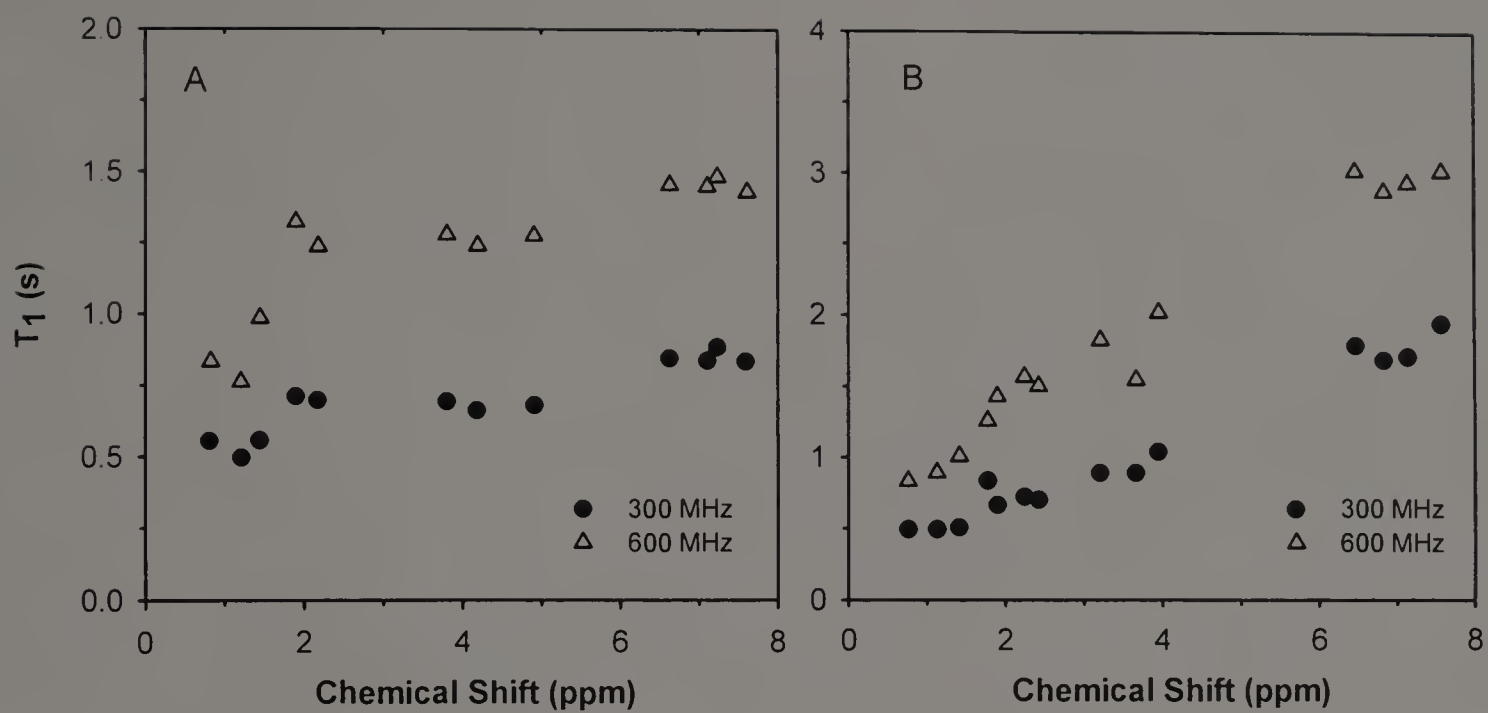 A
T1 (s)
2.0
1.5
1.0
0.5
0.0
0 2 4 6 8
Chemical Shift (ppm)
300 MHz
600 MHz
B
4
3
2
1
0
0 2 4 6 8
Chemical Shift (ppm)
300 MHz
600 MHz